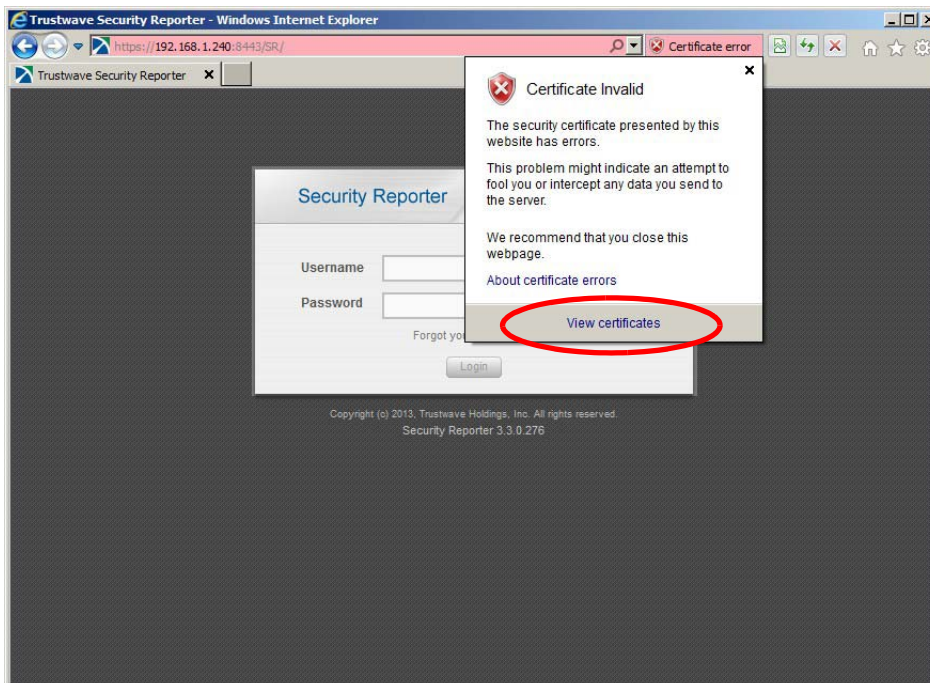 Trustwave Security Reporter - Windows Internet Explorer
https://192.168.1.240:8443/SR/
Certificate error
Trustwave Security Reporter
Certificate Invalid
The security certificate presented by this
website has errors.
This problem might indicate an attempt to
fool you or intercept any data you send to
the server.
We recommend that you close this
webpage.
About certificate errors
View certificates
Security Reporter
Username
Password
Forgot
Login
Copyright (c) 2013, Trustwave Holdings, Inc. All rights reserved.
Security Reporter 3.3.0.276